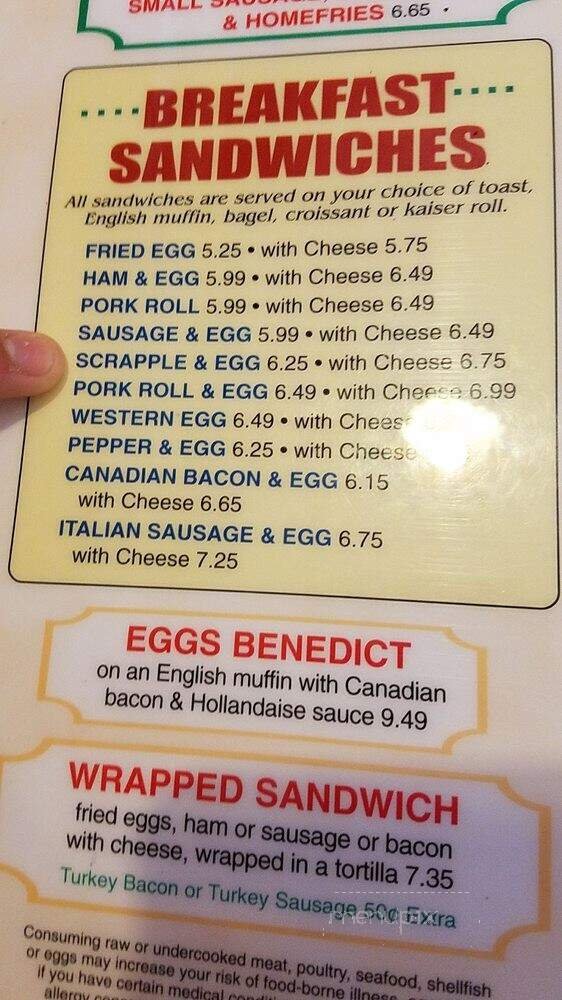 SMALL SAUSAGE,
& HOMEFRIES 6.65
BREAKFAST
SANDWICHES
All sandwiches are served on your choice of toast,
English muffin, bagel, croissant or kaiser roll.
FRIED EGG 5.25 • with Cheese 5.75
HAM & EGG 5.99 • with Cheese 6.49
PORK ROLL 5.99 • with Cheese 6.49
SAUSAGE & EGG 5.99 • with Cheese 6.49
SCRAPPLE & EGG 6.25 • with Cheese 6.75
PORK ROLL & EGG 6.49 • with Cheese 6.99
WESTERN EGG 6.49 • with Cheese
PEPPER & EGG 6.25 • with Cheese
CANADIAN BACON & EGG 6.15
with Cheese 6.65
ITALIAN SAUSAGE & EGG 6.75
with Cheese 7.25
EGGS BENEDICT
on an English muffin with Canadian
bacon & Hollandaise sauce 9.49
WRAPPED SANDWICH
fried eggs, ham or sausage or bacon
with cheese, wrapped in a tortilla 7.35
Turkey Bacon or Turkey Sausage 50¢ Extra
Consuming raw or undercooked meat, poultry, seafood, shellfish
or eggs may increase your risk of food-borne illness,
if you have certain medical
allergy